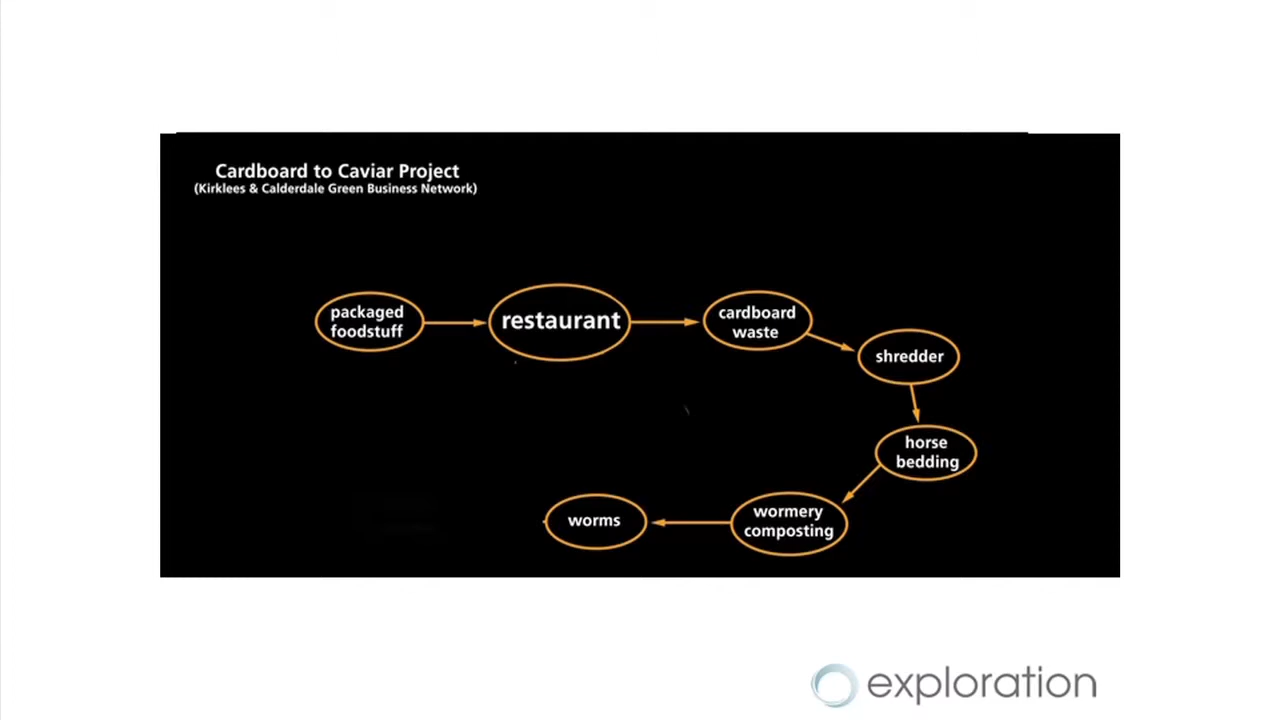 Cardboard to Caviar Project
(Kirklees & Calderdale Green Business Network)
packaged
foodstuff
restaurant
cardboard
waste
shredder
horse
bedding
wormery
composting
worms
exploration